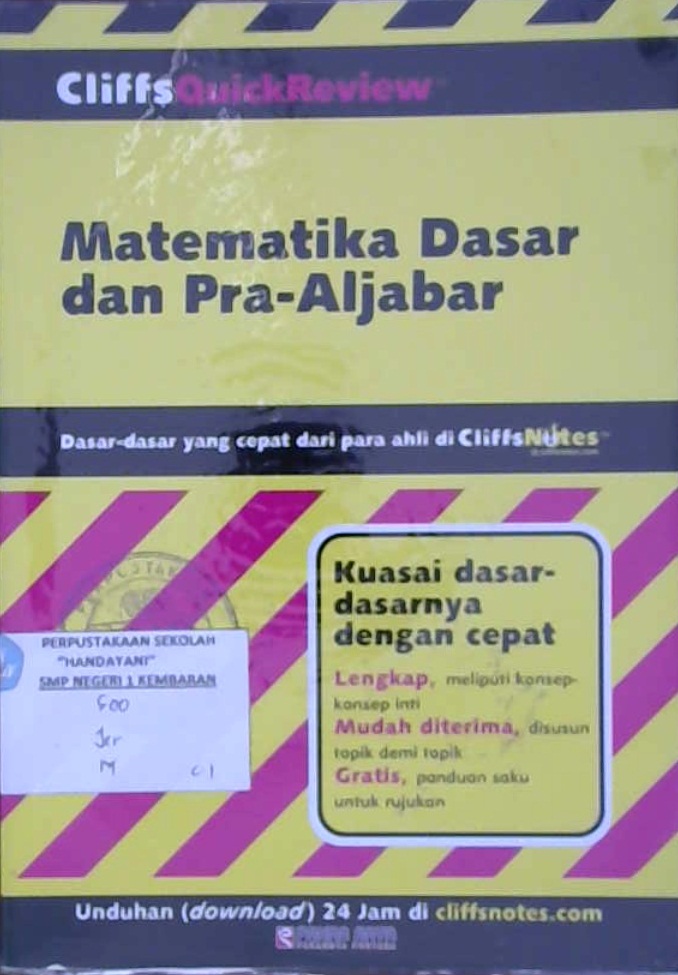 CliffsQuickReview
Matematika Dasar
dan Pra-Aljabar
Dasar-dasar yang cepat dari para ahli di CliffsNotes
Kuasai dasar-
dasarnya
dengan cepat
Lengkap, meliputi konsep-
konsep inti
Mudah diterima, disusun
topik demi topik
Gratis, panduan saku
untuk rujukan
PERPUSTAKAAN SEKOLAH
"HANDAYANI"
SMP NEGERI 1 KEMBARAN
500
Jer
M C1
Unduhan (download) 24 Jam di cliffsnotes.com